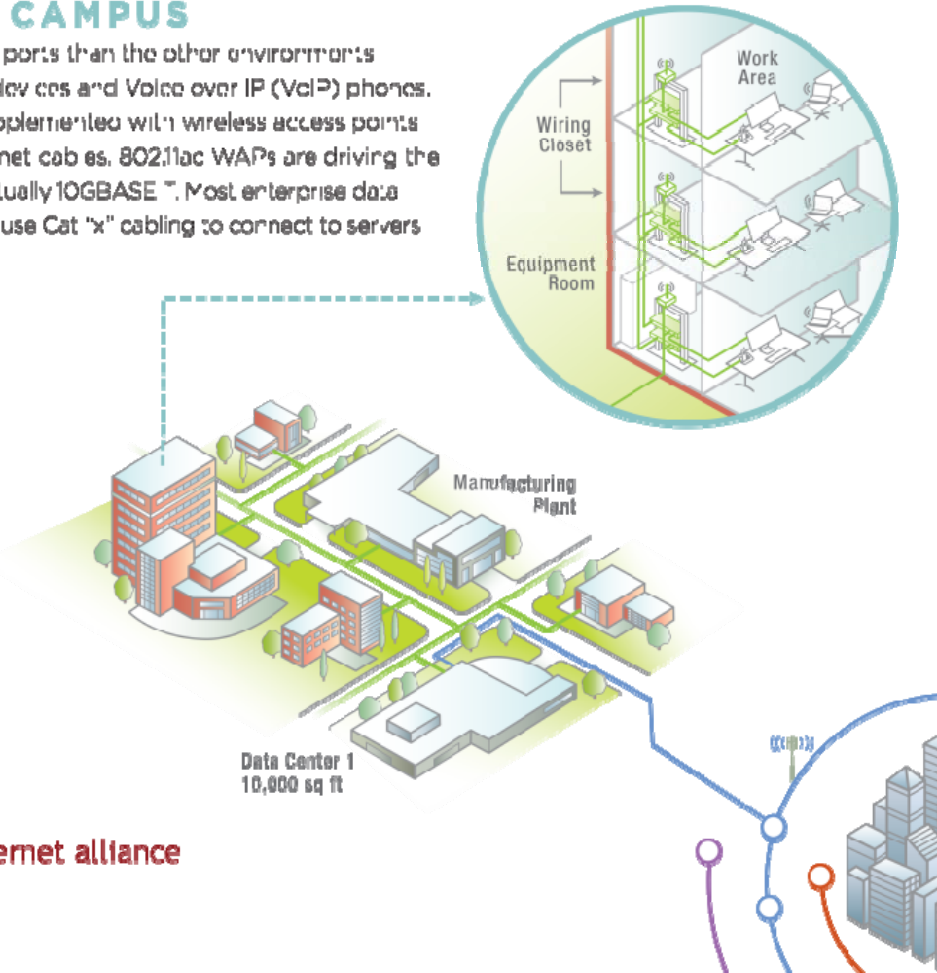 CAMPUS
ports than the other environments
devices and Voice over IP (VoIP) phones.
pplemented with wireless access points
net cables. 802.11ac WAPs are driving the
tually 10GBASE-T. Most enterprise data
use Cat "x" cabling to connect to servers
Work
Area
Wiring
Closet
Equipment
Room
Manufacturing
Plant
Data Center 1
10,000 sq ft
ernet alliance